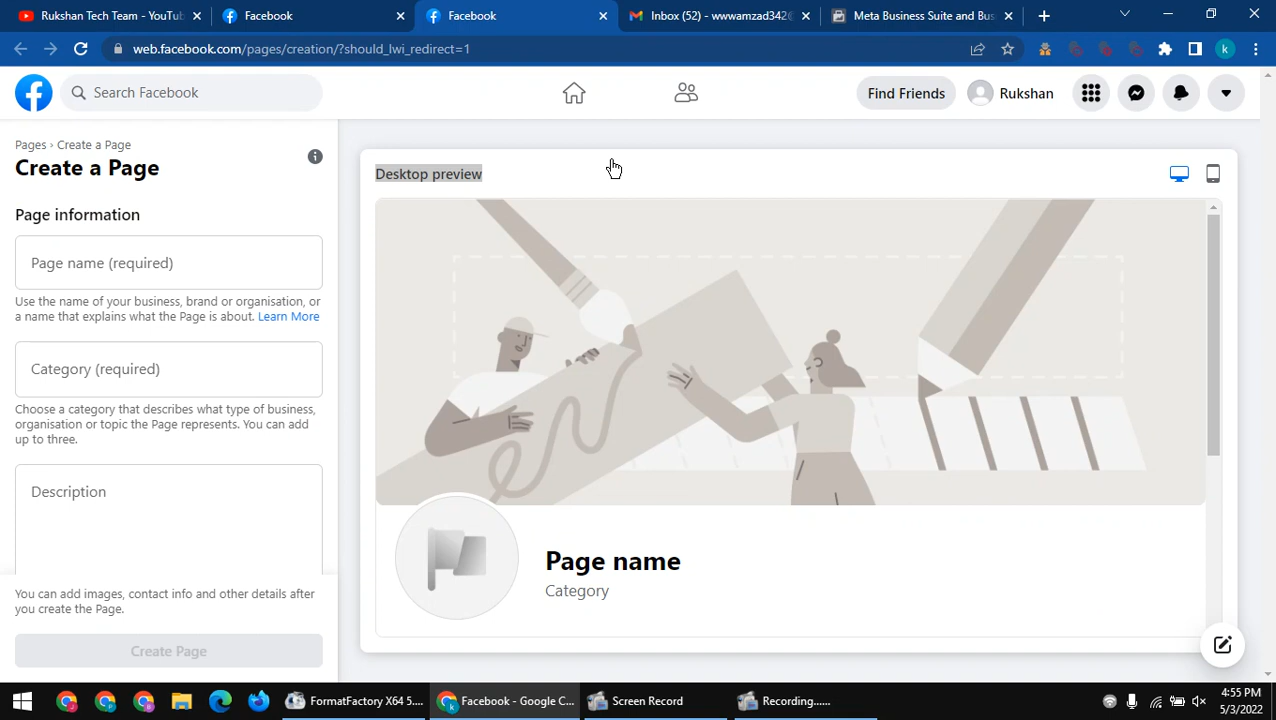 Rukshan Tech Team - YouTub
Facebook
Facebook
Inbox (52) - wwwamzad342@
Meta Business Suite and Bus
web.facebook.com/pages/creation/?should_lwi_redirect=1
k
Search Facebook
Find Friends
Rukshan
Pages › Create a Page
Create a Page
Page information
Page name (required)
Use the name of your business, brand or organisation, or
a name that explains what the Page is about. Learn More
Category (required)
Choose a category that describes what type of business,
organisation or topic the Page represents. You can add
up to three.
Description
You can add images, contact info and other details after
you create the Page.
Create Page
Desktop preview
Page name
Category
FormatFactory X64 5....
Facebook - Google C...
Screen Record
Recording......
4:55 PM
5/3/2022